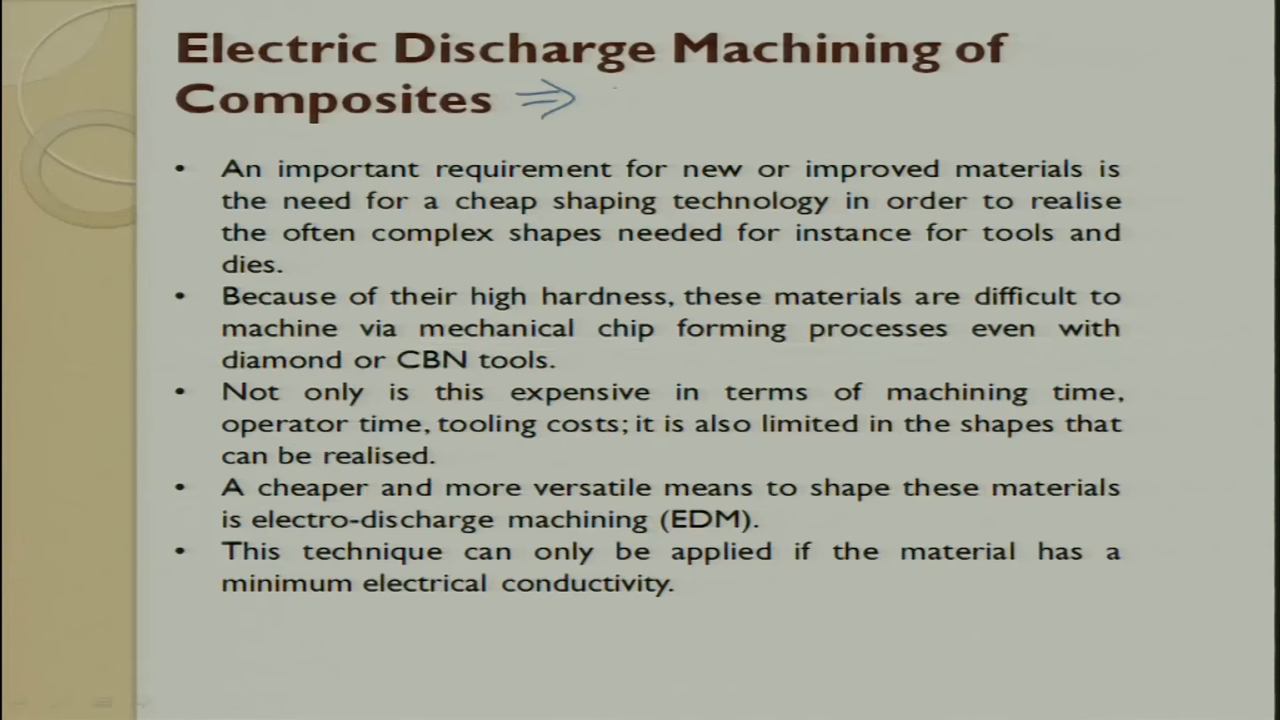 Electric Discharge Machining of
Composites
• An important requirement for new or improved materials is
the need for a cheap shaping technology in order to realise
the often complex shapes needed for instance for tools and
dies.
• Because of their high hardness, these materials are difficult to
machine via mechanical chip forming processes even with
diamond or CBN tools.
• Not only is this expensive in terms of machining time,
operator time, tooling costs; it is also limited in the shapes that
can be realised.
• A cheaper and more versatile means to shape these materials
is electro-discharge machining (EDM).
• This technique can only be applied if the material has a
minimum electrical conductivity.